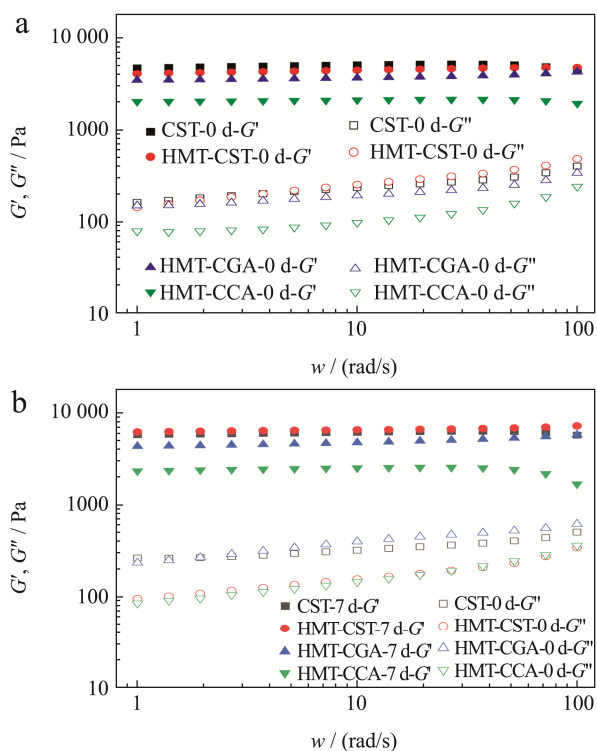 a
10 000
1000
100
10
G', G" / Pa
CST-0 d-G' CST-0 d-G"
HMT-CST-0 d-G' HMT-CST-0 d-G"
HMT-CGA-0 d-G' HMT-CGA-0 d-G"
HMT-CCA-0 d-G' HMT-CCA-0 d-G"
1 10 100
w / (rad/s)
b
10 000
1000
100
10
G', G" / Pa
CST-7 d-G' CST-0 d-G"
HMT-CST-7 d-G' HMT-CST-0 d-G"
HMT-CGA-7 d-G' HMT-CGA-0 d-G"
HMT-CCA-7 d-G' HMT-CCA-0 d-G"
1 10 100
w / (rad/s)